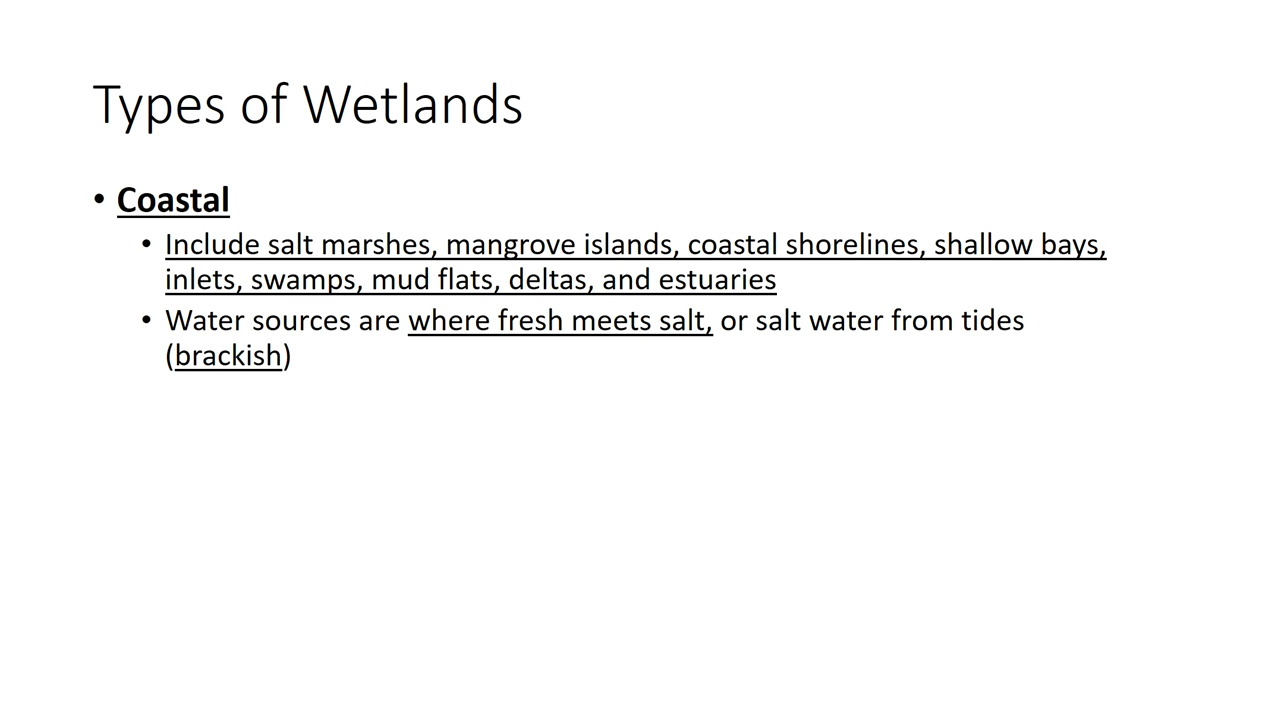 Types of Wetlands
• Coastal
• Include salt marshes, mangrove islands, coastal shorelines, shallow bays,
inlets, swamps, mud flats, deltas, and estuaries
• Water sources are where fresh meets salt, or salt water from tides
(brackish)